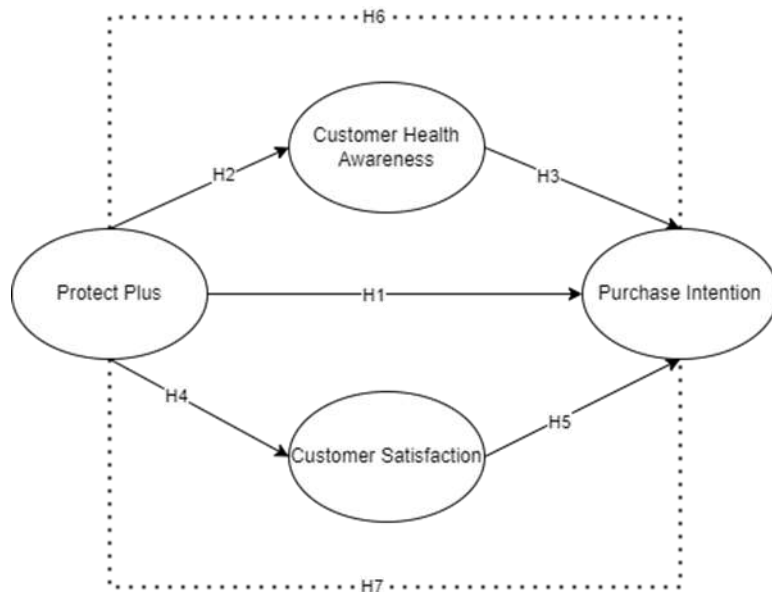 H6
Customer Health
Awareness
H2
H3
Protect Plus
H1
Purchase Intention
H4
H5
Customer Satisfaction
H7